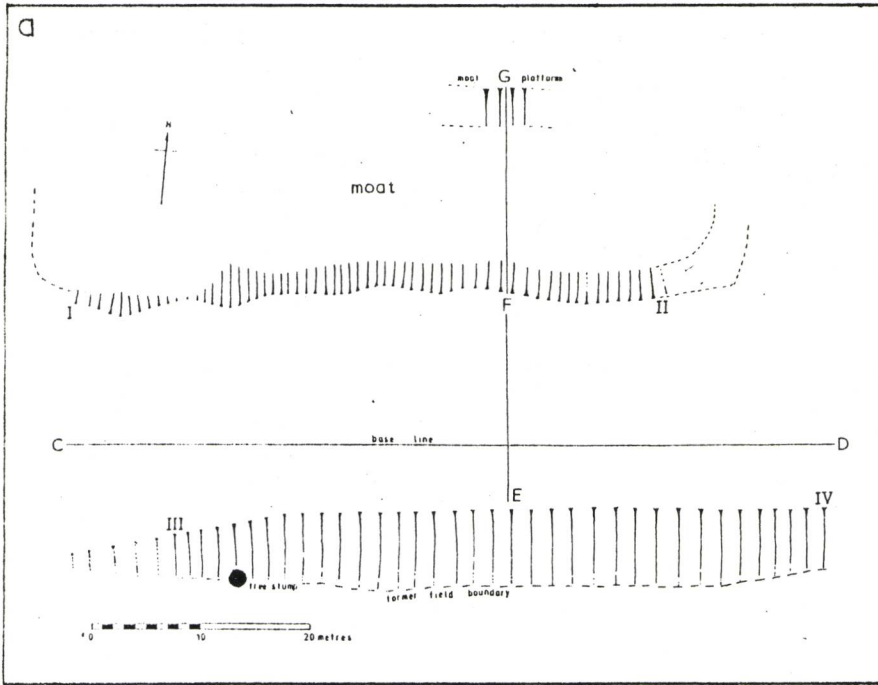 a
moat G platform
N
moat
I
F
II
C base line D
E
III
IV
tree stump
former field boundary
0 10 20 metres